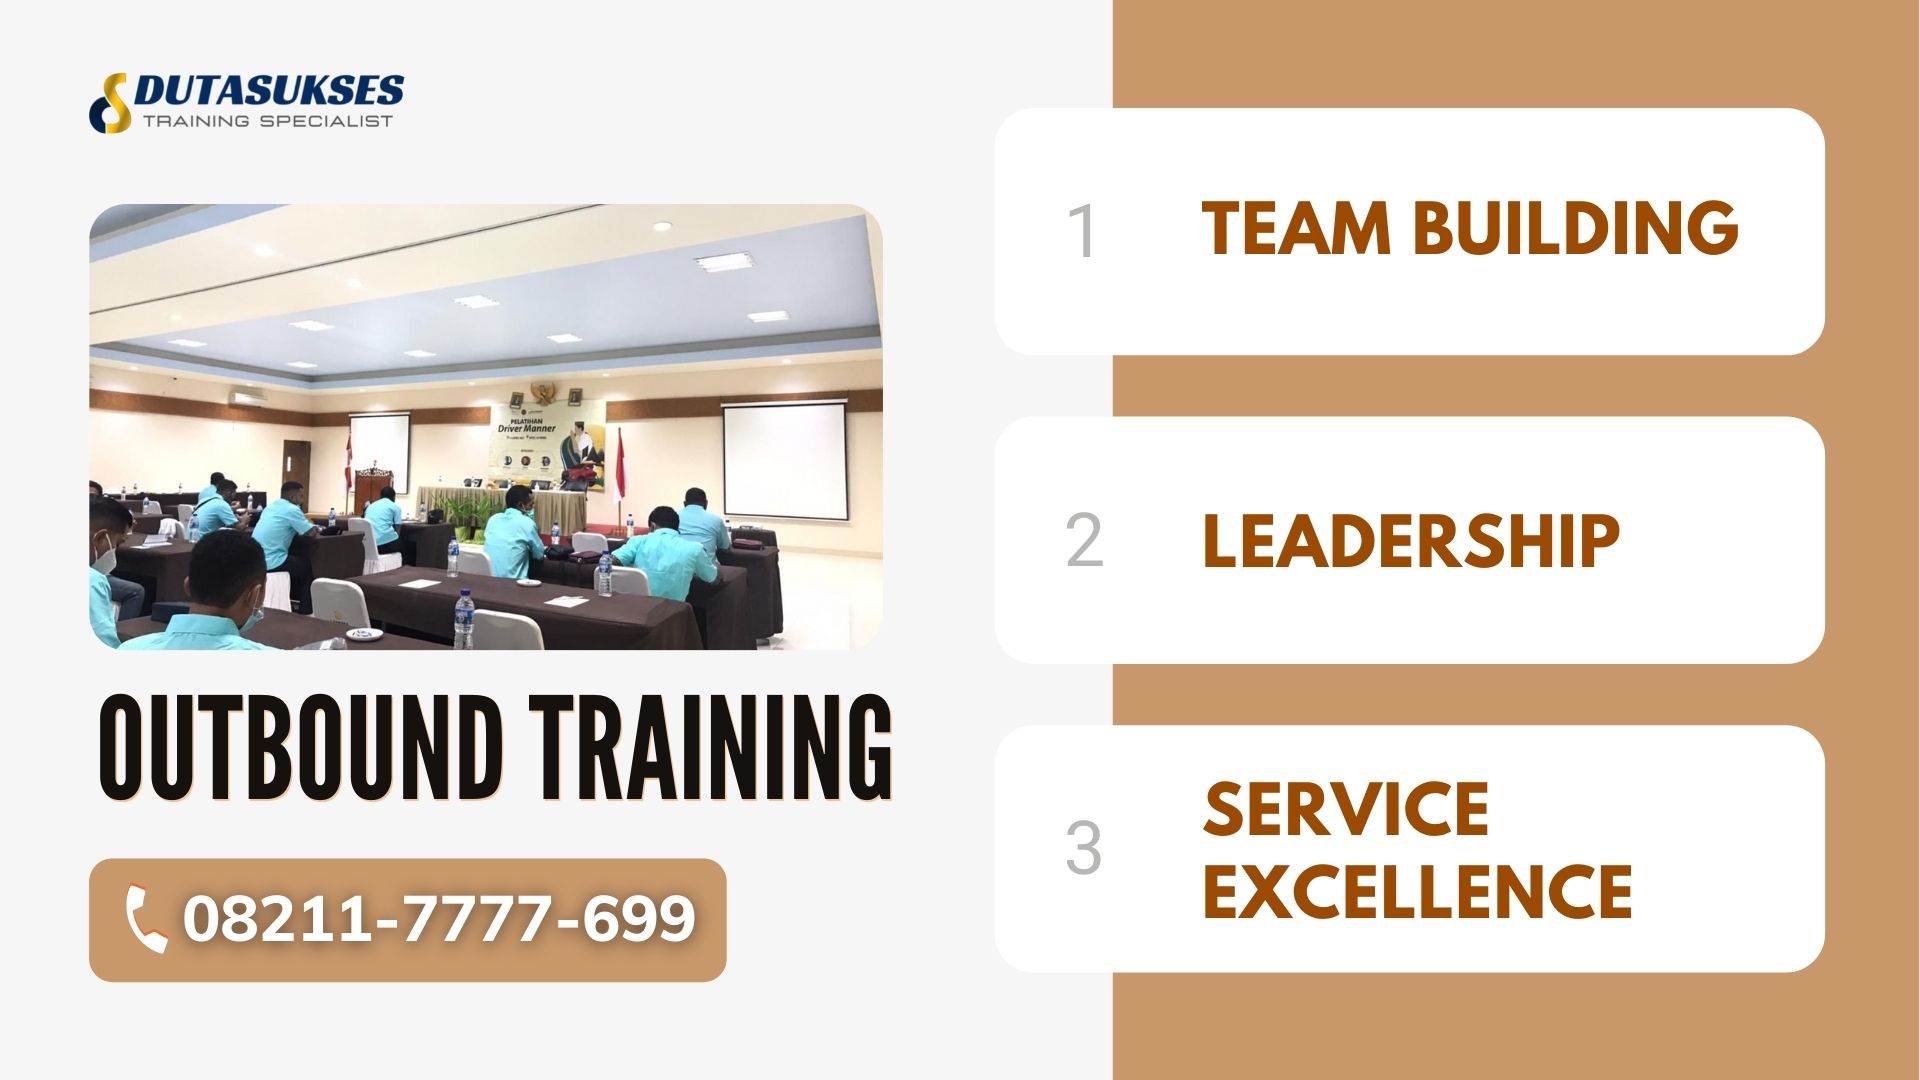 DUTASUKSES
TRAINING SPECIALIST
PELATIHAN
Driver Manner
OUTBOUND TRAINING
08211-7777-699
1
TEAM BUILDING
2
LEADERSHIP
3
SERVICE
EXCELLENCE